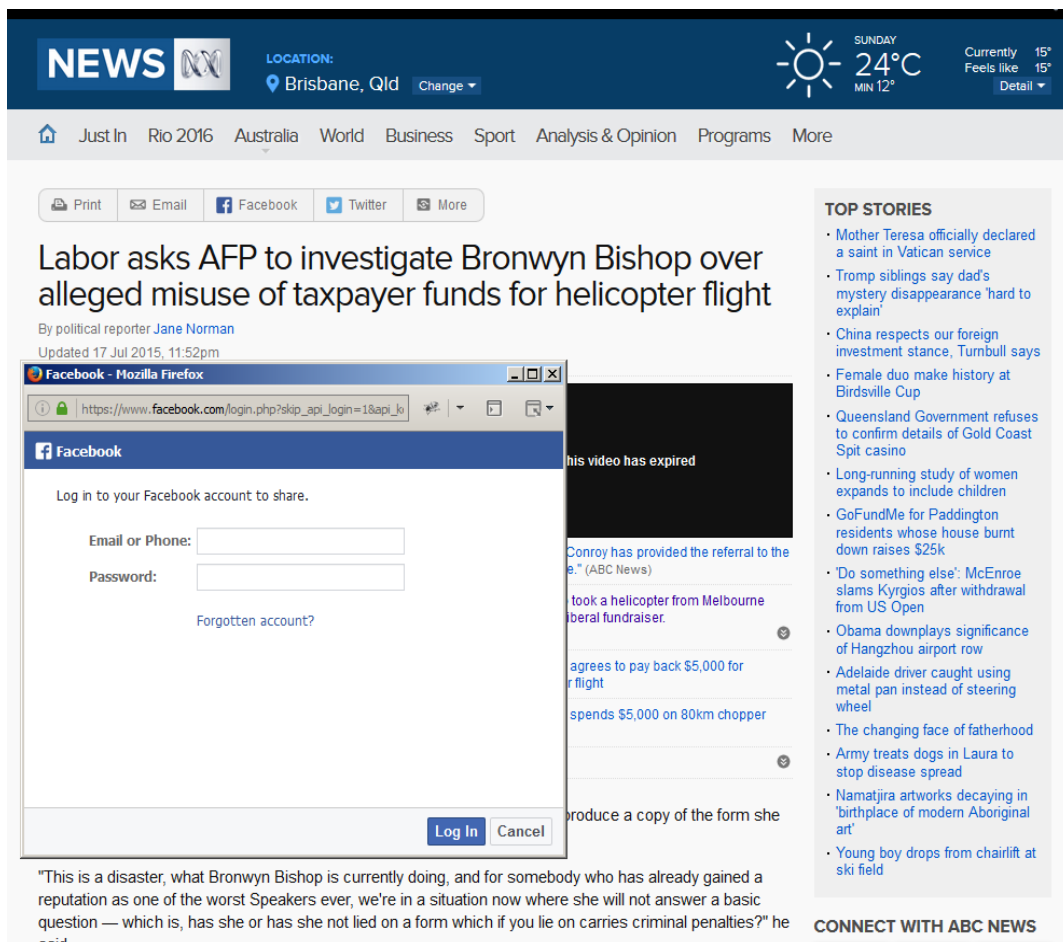 NEWS
LOCATION:
Brisbane, Qld Change
SUNDAY
24°C
MIN 12°
Currently 15°
Feels like 15°
Detail
Just In Rio 2016 Australia World Business Sport Analysis & Opinion Programs More
Print Email Facebook Twitter More
Labor asks AFP to investigate Bronwyn Bishop over
alleged misuse of taxpayer funds for helicopter flight
By political reporter Jane Norman
Updated 17 Jul 2015, 11:52pm
Facebook - Mozilla Firefox
https://www.facebook.com/login.php?skip_api_login=1&api_k
Facebook
Log in to your Facebook account to share.
Email or Phone:
Password:
Forgotten account?
Log In Cancel
his video has expired
Conroy has provided the referral to the
e." (ABC News)
took a helicopter from Melbourne
iberal fundraiser.
agrees to pay back $5,000 for
r flight
spends $5,000 on 80km chopper
produce a copy of the form she
"This is a disaster, what Bronwyn Bishop is currently doing, and for somebody who has already gained a
reputation as one of the worst Speakers ever, we're in a situation now where she will not answer a basic
question — which is, has she or has she not lied on a form which if you lie on carries criminal penalties?" he
said
TOP STORIES
· Mother Teresa officially declared
a saint in Vatican service
· Tromp siblings say dad's
mystery disappearance 'hard to
explain'
· China respects our foreign
investment stance, Turnbull says
· Female duo make history at
Birdsville Cup
· Queensland Government refuses
to confirm details of Gold Coast
Spit casino
· Long-running study of women
expands to include children
· GoFundMe for Paddington
residents whose house burnt
down raises $25k
· 'Do something else': McEnroe
slams Kyrgios after withdrawal
from US Open
· Obama downplays significance
of Hangzhou airport row
· Adelaide driver caught using
metal pan instead of steering
wheel
· The changing face of fatherhood
· Army treats dogs in Laura to
stop disease spread
· Namatjira artworks decaying in
'birthplace of modern Aboriginal
art'
· Young boy drops from chairlift at
ski field
CONNECT WITH ABC NEWS